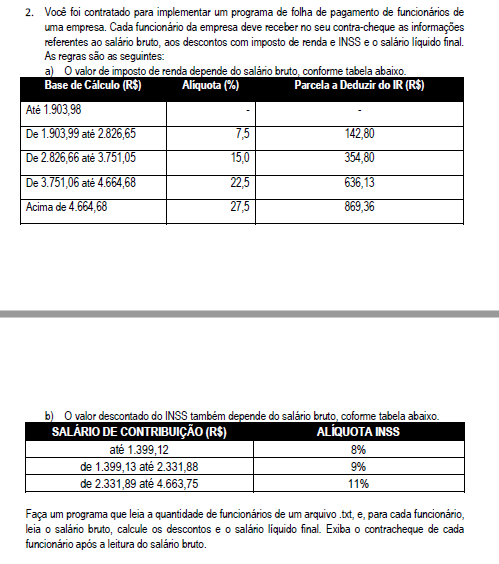 2. Você foi contratado para implementar um programa de folha de pagamento de funcionários de
uma empresa. Cada funcionário da empresa deve receber no seu contra-cheque as informações
referentes ao salário bruto, aos descontos com imposto de renda e INSS e o salário líquido final.
As regras são as seguintes:
a) O valor de imposto de renda depende do salário bruto, conforme tabela abaixo.
Base de Cálculo (R$) Alíquota (%) Parcela a Deduzir do IR (R$)
Até 1.903,98 - -
De 1.903,99 até 2.826,65 7,5 142,80
De 2.826,66 até 3.751,05 15,0 354,80
De 3.751,06 até 4.664,68 22,5 636,13
Acima de 4.664,68 27,5 869,36
b) O valor descontado do INSS também depende do salário bruto, coforme tabela abaixo.
SALÁRIO DE CONTRIBUIÇÃO (R$) ALÍQUOTA INSS
até 1.399,12 8%
de 1.399,13 até 2.331,88 9%
de 2.331,89 até 4.663,75 11%
Faça um programa que leia a quantidade de funcionários de um arquivo .txt, e, para cada funcionário,
leia o salário bruto, calcule os descontos e o salário líquido final. Exiba o contracheque de cada
funcionário após a leitura do salário bruto.